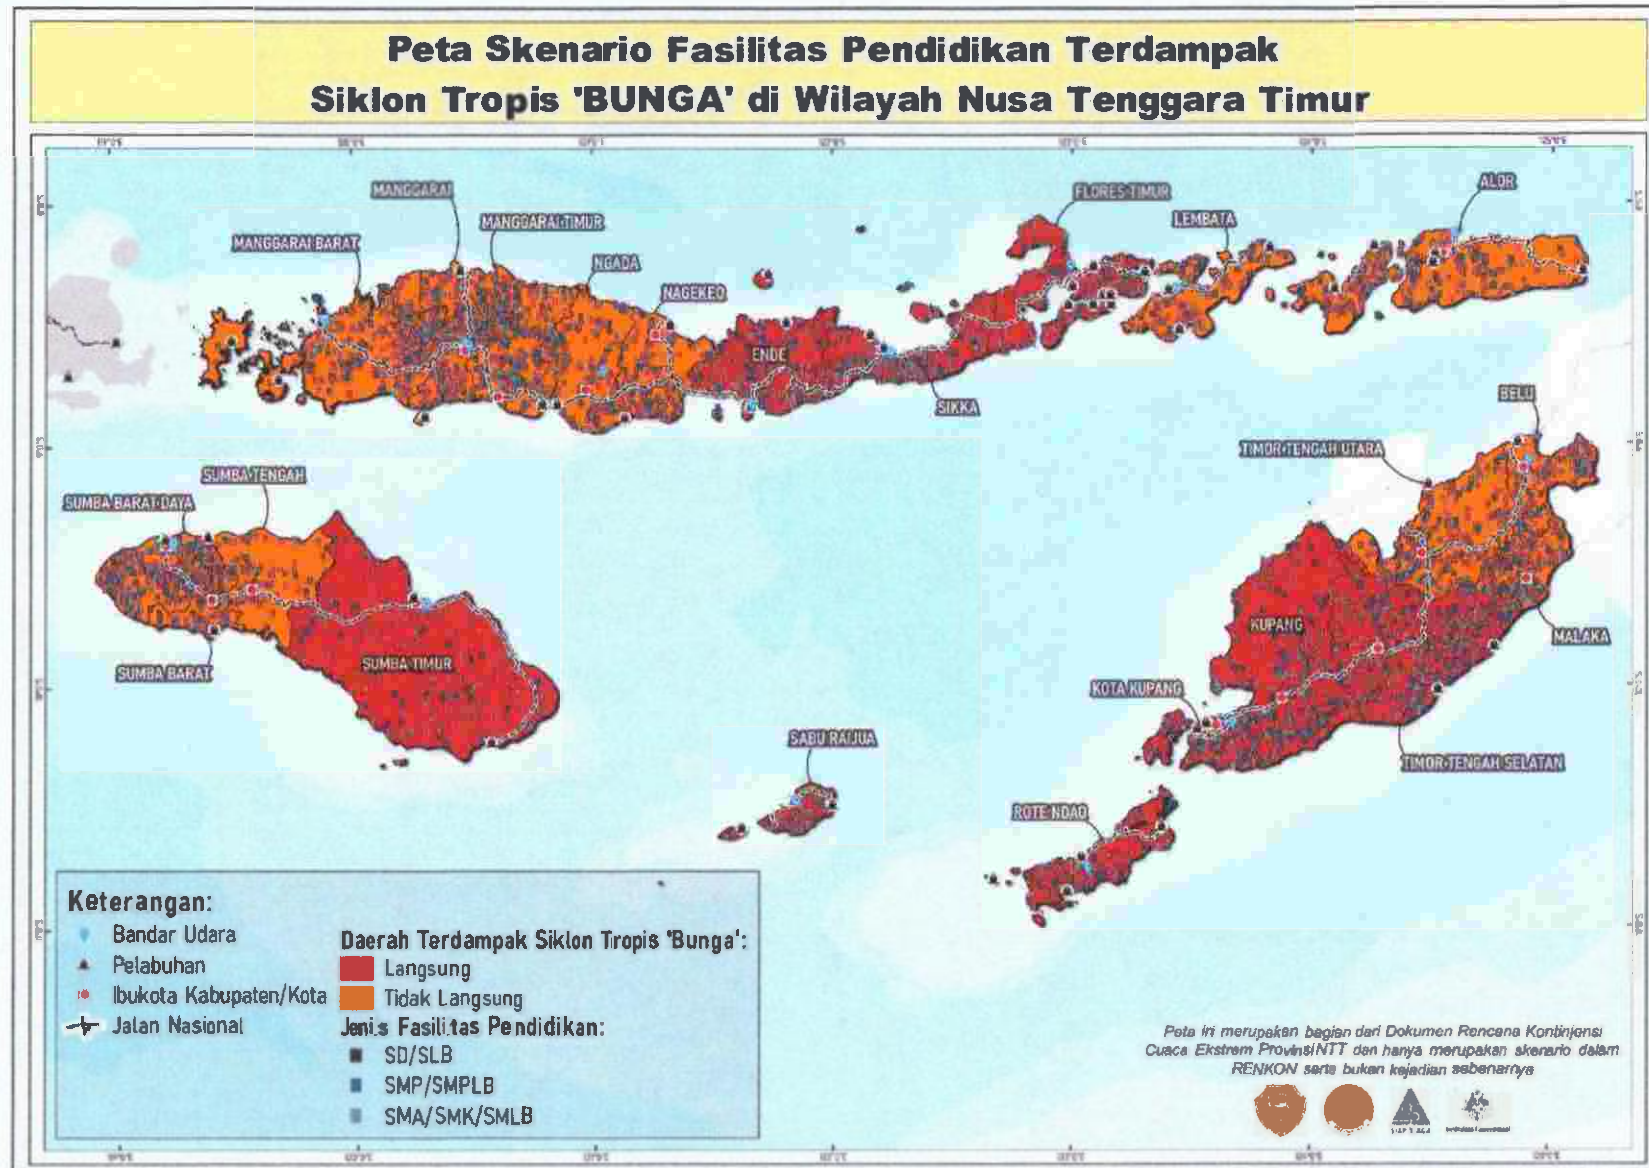 Peta Skenario Fasilitas Pendidikan Terdampak
Siklon Tropis 'BUNGA' di Wilayah Nusa Tenggara Timur
MANGGARAI
MANGGARAI TIMUR
MANGGARAI BARAT
NGADA
NAGEKEO
ENDE
SIKKA
FLORES TIMUR
LEMBATA
ALOR
BELU
TIMOR TENGAH UTARA
SUMBA TENGAH
SUMBA BARAT DAYA
SUMBA BARAT
SUMBA TIMUR
KUPANG
MALAKA
KOTA KUPANG
TIMOR TENGAH SELATAN
SABU RAIJUA
ROTE NDAO
Keterangan:
Bandar Udara
Pelabuhan
Ibukota Kabupaten/Kota
Jalan Nasional
Daerah Terdampak Siklon Tropis 'Bunga':
Langsung
Tidak Langsung
Jenis Fasilitas Pendidikan:
SD/SLB
SMP/SMPLB
SMA/SMK/SMLB
Peta ini merupakan bagian dari Dokumen Rencana Kontinjensi
Cuaca Ekstrem Provinsi NTT dan hanya merupakan skenario dalam
RENKON serta bukan kejadian sebenarnya